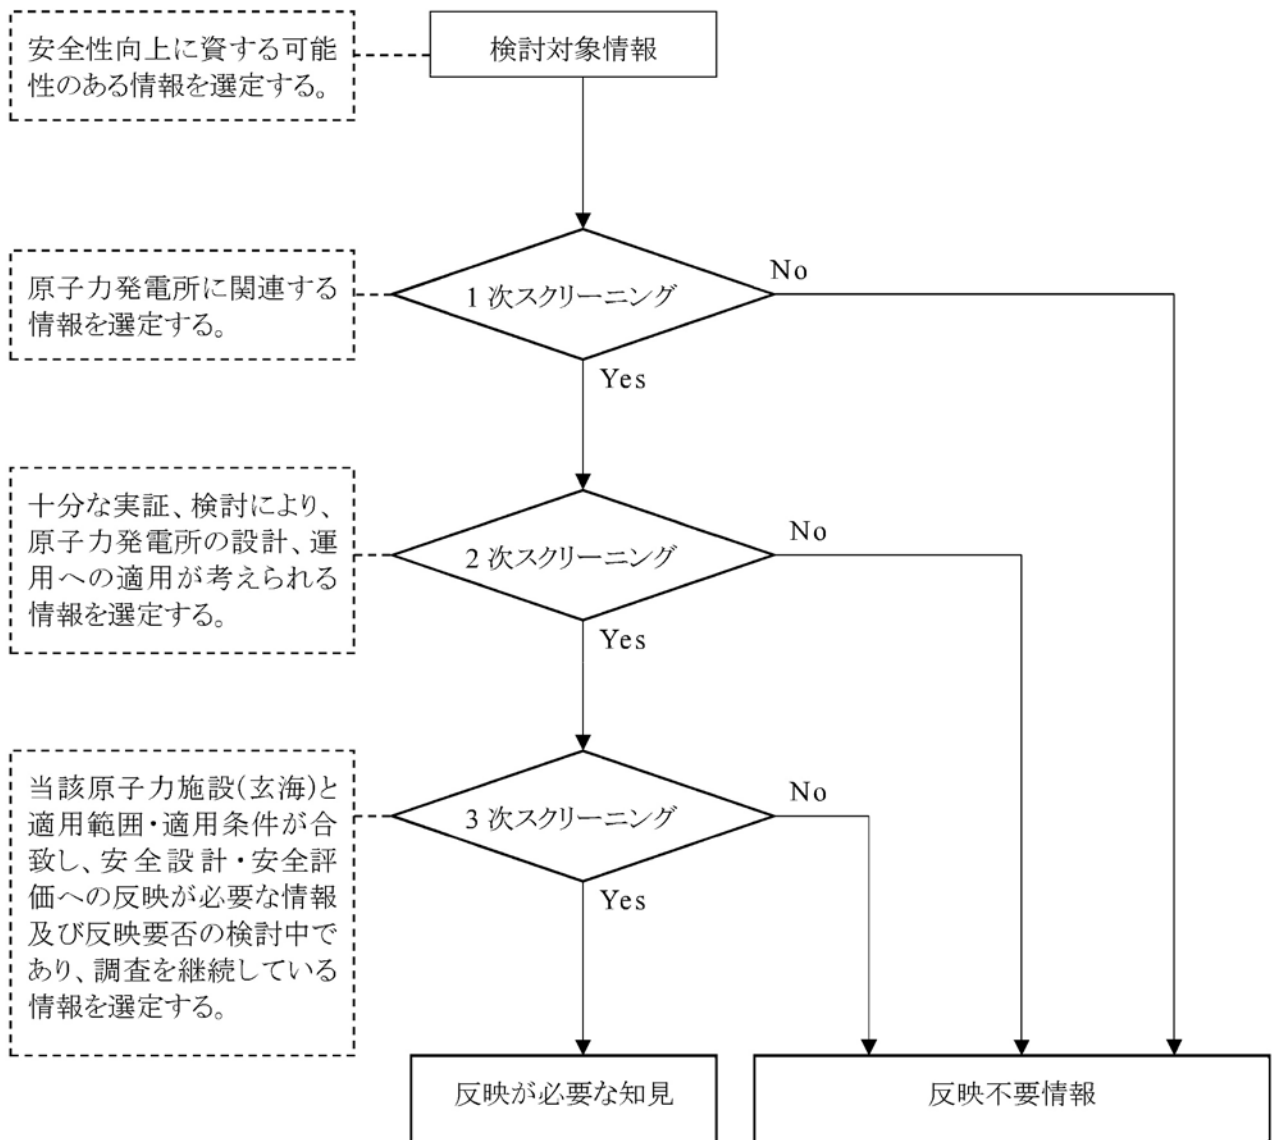 安全性向上に資する可能
性のある情報を選定する。
検討対象情報
原子力発電所に関連する
情報を選定する。
1 次スクリーニング
No
Yes
十分な実証、検討により、
原子力発電所の設計、運
用への適用が考えられる
情報を選定する。
2 次スクリーニング
No
Yes
当該原子力施設(玄海)と
適用範囲・適用条件が合
致し、安全設計・安全評
価への反映が必要な情報
及び反映要否の検討中で
あり、調査を継続している
情報を選定する。
3 次スクリーニング
No
Yes
反映が必要な知見
反映不要情報